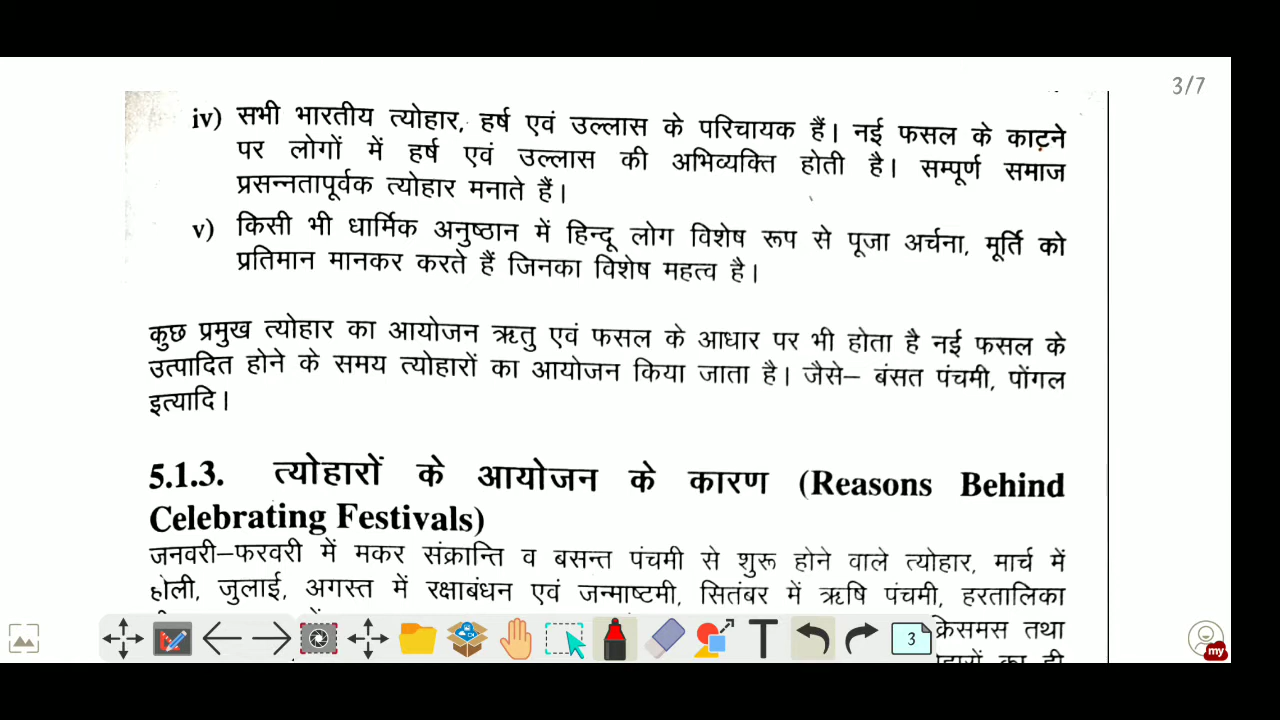 3/7
iv) सभी भारतीय त्योहार, हर्ष एवं उल्लास के परिचायक हैं। नई फसल के काटने
पर लोगों में हर्ष एवं उल्लास की अभिव्यक्ति होती है। सम्पूर्ण समाज
प्रसन्नतापूर्वक त्योहार मनाते हैं।
v) किसी भी धार्मिक अनुष्ठान में हिन्दू लोग विशेष रूप से पूजा अर्चना, मूर्ति को
प्रतिमान मानकर करते हैं जिनका विशेष महत्व है।
कुछ प्रमुख त्योहार का आयोजन ऋतु एवं फसल के आधार पर भी होता है नई फसल के
उत्पादित होने के समय त्योहारों का आयोजन किया जाता है। जैसे– बंसत पंचमी, पोंगल
इत्यादि।
5.1.3. त्योहारों के आयोजन के कारण (Reasons Behind
Celebrating Festivals)
जनवरी–फरवरी में मकर संक्रान्ति व बसन्त पंचमी से शुरू होने वाले त्योहार, मार्च में
होली, जुलाई, अगस्त में रक्षाबंधन एवं जन्माष्टमी, सितंबर में ऋषि पंचमी, हरतालिका
क्रिसमस तथा
T
3
my